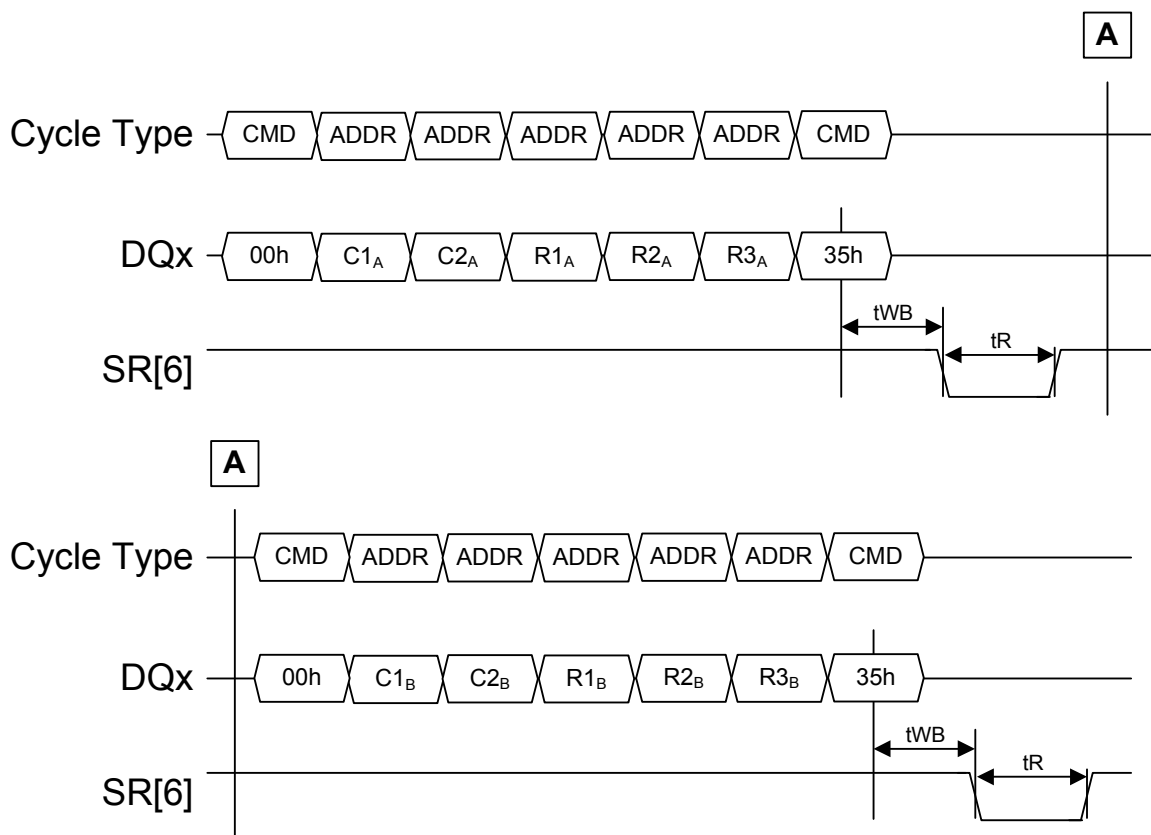 A
Cycle Type CMD ADDR ADDR ADDR ADDR ADDR CMD
DQx 00h C1A C2A R1A R2A R3A 35h
tWB tR
SR[6]
A
Cycle Type CMD ADDR ADDR ADDR ADDR ADDR CMD
DQx 00h C1B C2B R1B R2B R3B 35h
tWB tR
SR[6]